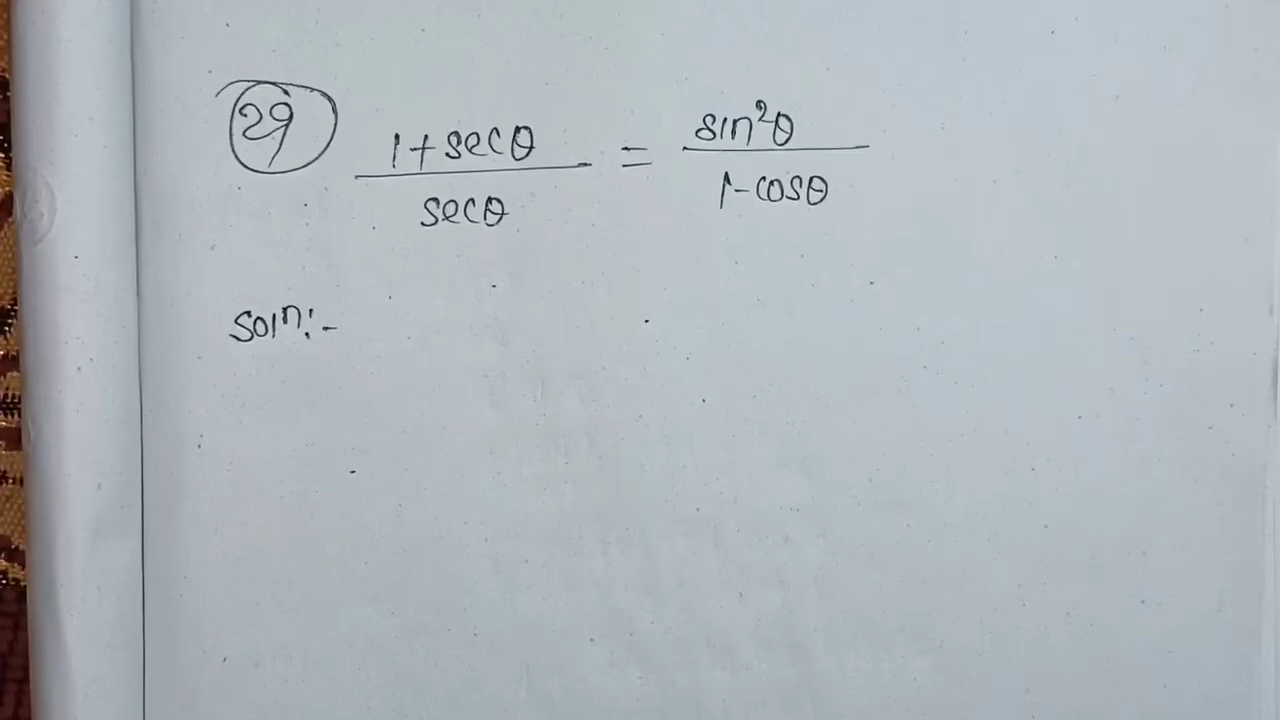 29 1+secθ / secθ = sin²θ / 1-cosθ
Solⁿ:-